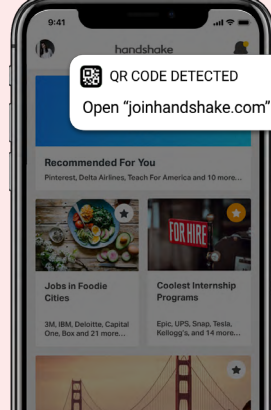 9:41
handshake
QR CODE DETECTED
Open "joinhandshake.com"
Recommended For You
Pinterest, Delta Airlines, Teach For America and 10 more...
FOR HIRE
Jobs in Foodie
Cities
3M, IBM, Deloitte, Capital
One, Box and 21 more...
Coolest Internship
Programs
Epic, UPS, Snap, Tesla,
Kellogg's, and 14 more...